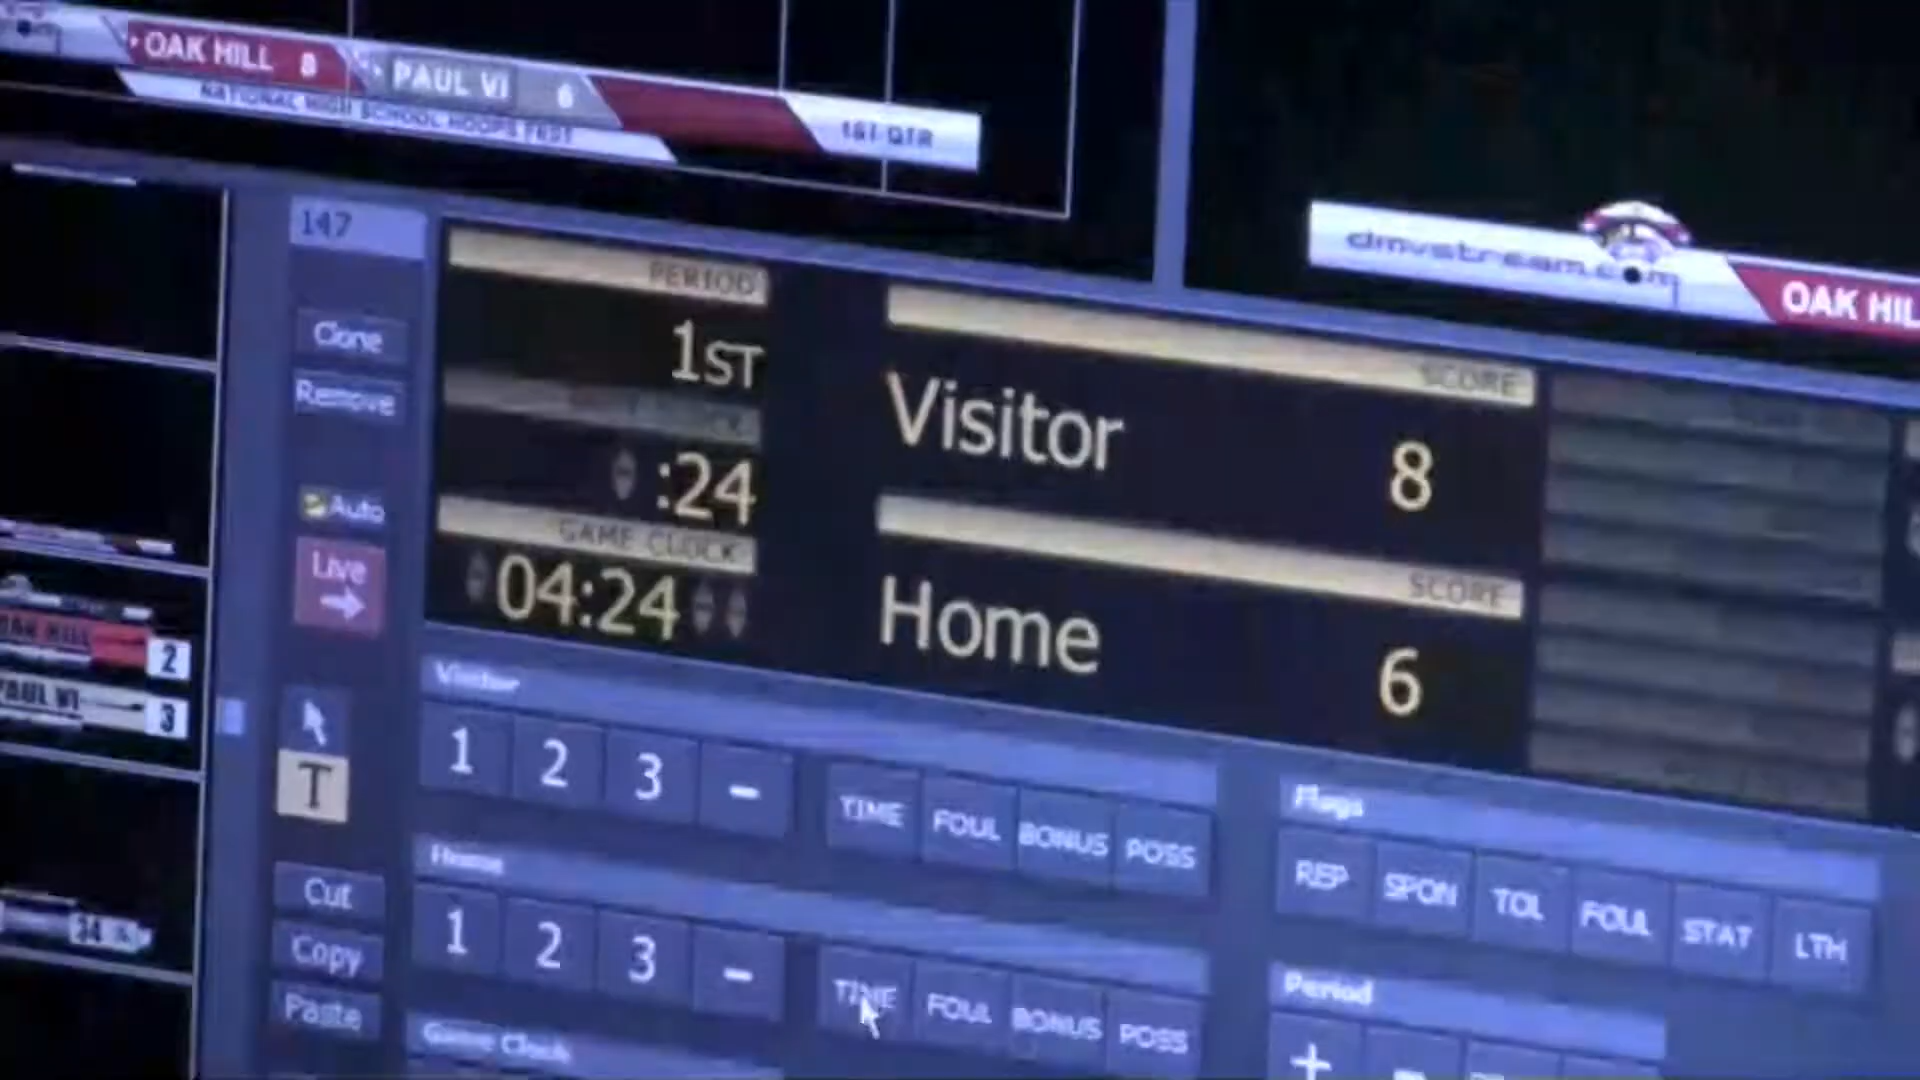 OAK HILL 8 PAUL VI 6
NATIONAL HIGH SCHOOL HOOPS FEST 1ST QTR
dmvstream.com OAK HIL
147
PERIOD
1ST
:24
GAME CLOCK
04:24
SCORE
Visitor 8
SCORE
Home 6
Clone
Remove
Auto
Live
OAK HILL 2
PAUL VI 3
T
Cut
Copy
Paste
Visitor
1 2 3 - TIME FOUL BONUS POSS
Home
1 2 3 - TIME FOUL BONUS POSS
Game Clock
Flags
REP SPON TOL FOUL STAT LTH
Period
+ -